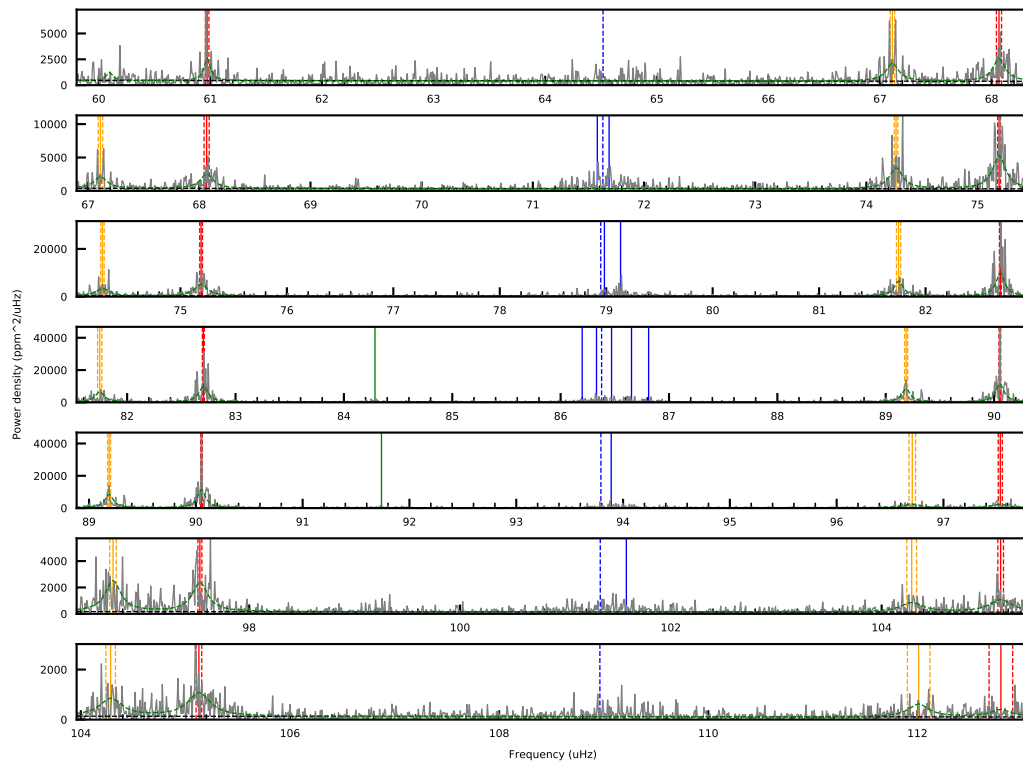 5000
2500
0
60 61 62 63 64 65 66 67 68
10000
5000
0
67 68 69 70 71 72 73 74 75
20000
0
75 76 77 78 79 80 81 82
40000
20000
0
82 83 84 85 86 87 88 89 90
40000
20000
0
89 90 91 92 93 94 95 96 97
4000
2000
0
98 100 102 104
2000
0
104 106 108 110 112
Power density (ppm^2/uHz)
Frequency (uHz)